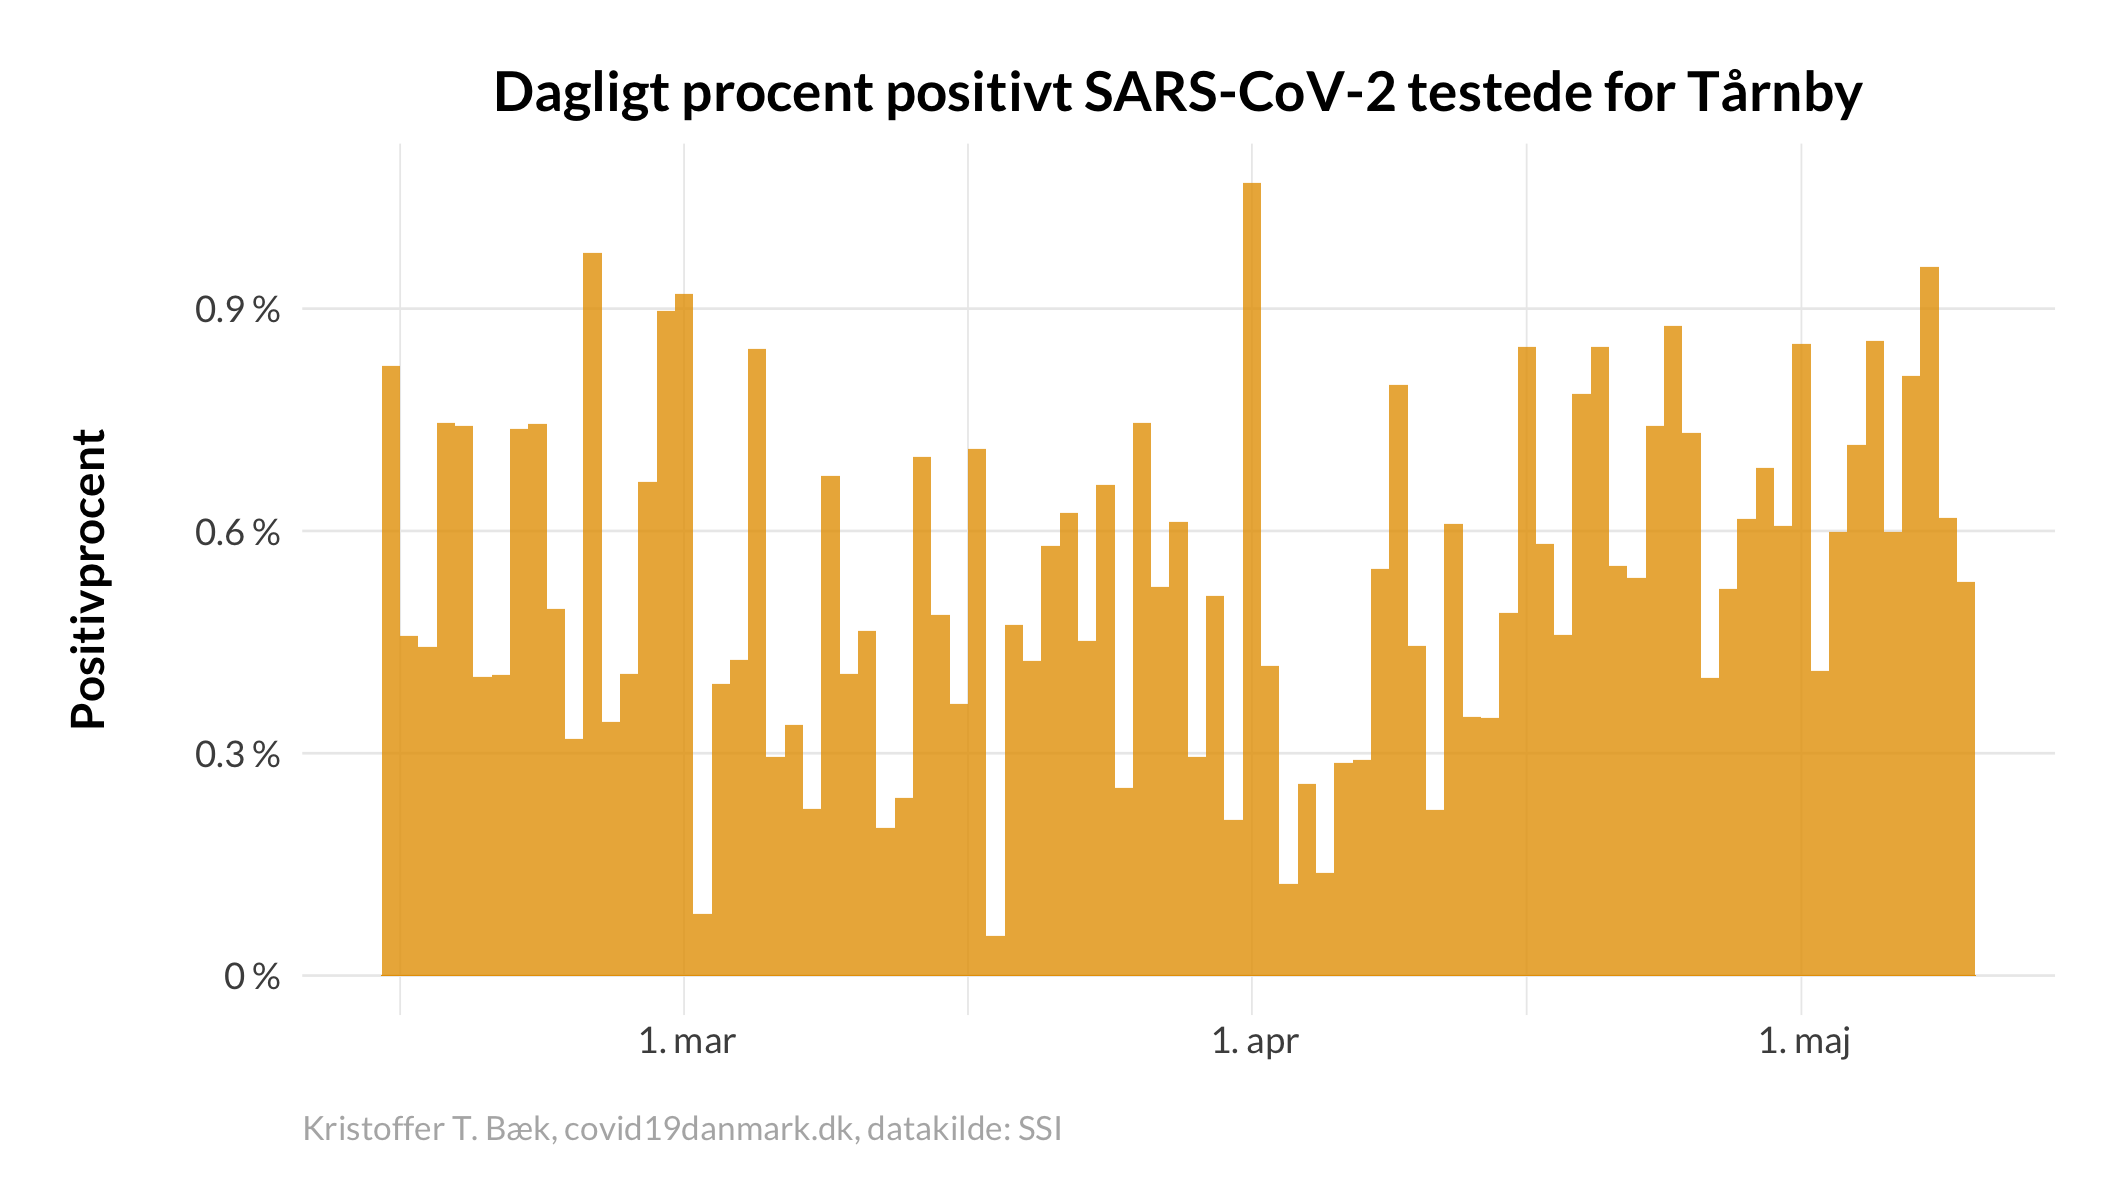 Dagligt procent positivt SARS-CoV-2 testede for Tårnby
Positivprocent
0.9 %
0.6 %
0.3 %
0 %
1. mar
1. apr
1. maj
Kristoffer T. Bæk, covid19danmark.dk, datakilde: SSI